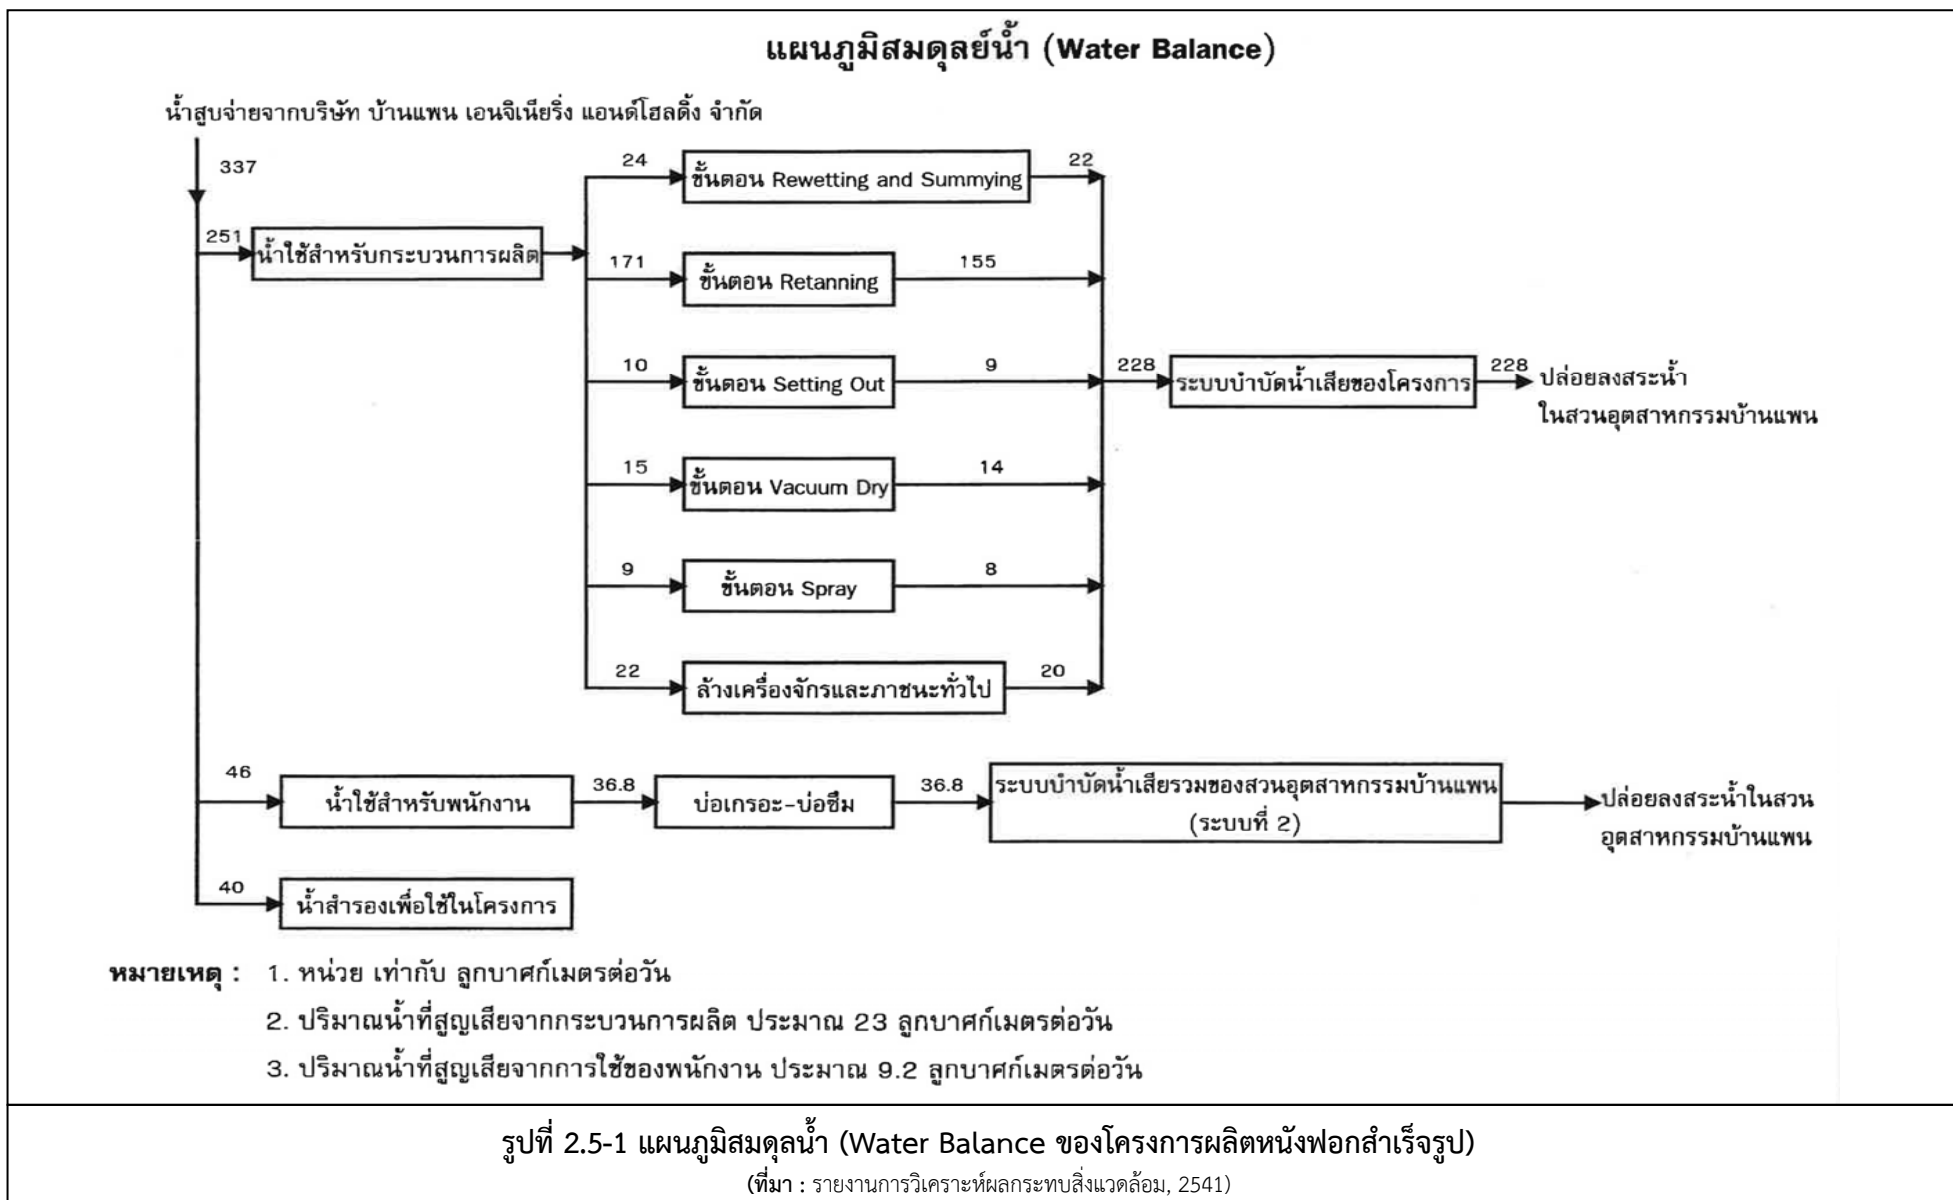 แผนภูมิสมดุลย์น้ำ (Water Balance)
น้ำสูบจ่ายจากบริษัท บ้านแพน เอนจิเนียริ่ง แอนด์โฮลดิ้ง จำกัด
337
251
น้ำใช้สำหรับกระบวนการผลิต
24
ขั้นตอน Rewetting and Summying
22
171
ขั้นตอน Retanning
155
10
ขั้นตอน Setting Out
9
15
ขั้นตอน Vacuum Dry
14
9
ขั้นตอน Spray
8
22
ล้างเครื่องจักรและภาชนะทั่วไป
20
228
ระบบบำบัดน้ำเสียของโครงการ
228
ปล่อยลงสระน้ำ
ในสวนอุตสาหกรรมบ้านแพน
46
น้ำใช้สำหรับพนักงาน
36.8
บ่อเกรอะ-บ่อซึม
36.8
ระบบบำบัดน้ำเสียรวมของสวนอุตสาหกรรมบ้านแพน
(ระบบที่ 2)
ปล่อยลงสระน้ำในสวน
อุตสาหกรรมบ้านแพน
40
น้ำสำรองเพื่อใช้ในโครงการ
หมายเหตุ : 1. หน่วย เท่ากับ ลูกบาศก์เมตรต่อวัน
2. ปริมาณน้ำที่สูญเสียจากกระบวนการผลิต ประมาณ 23 ลูกบาศก์เมตรต่อวัน
3. ปริมาณน้ำที่สูญเสียจากการใช้ของพนักงาน ประมาณ 9.2 ลูกบาศก์เมตรต่อวัน
รูปที่ 2.5-1 แผนภูมิสมดุลน้ำ (Water Balance ของโครงการผลิตหนังฟอกสำเร็จรูป)
(ที่มา : รายงานการวิเคราะห์ผลกระทบสิ่งแวดล้อม, 2541)